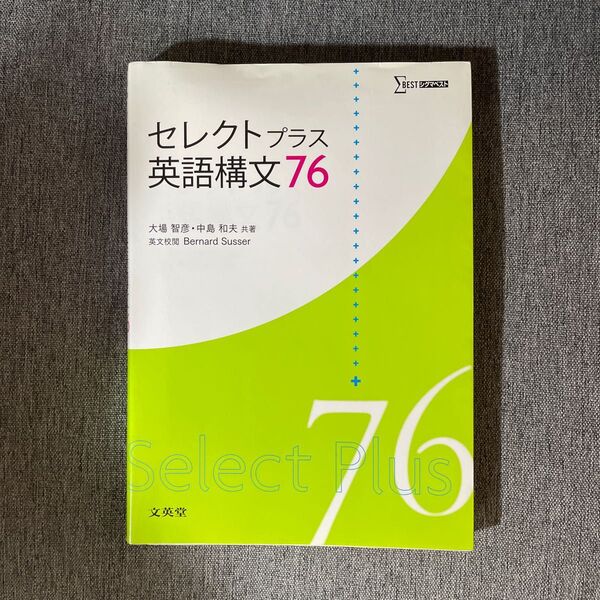 ΣBEST シグマベスト
セレクトプラス
英語構文76
大場 智彦・中島 和夫 共著
英文校閲 Bernard Susser
76
Select Plus
文英堂